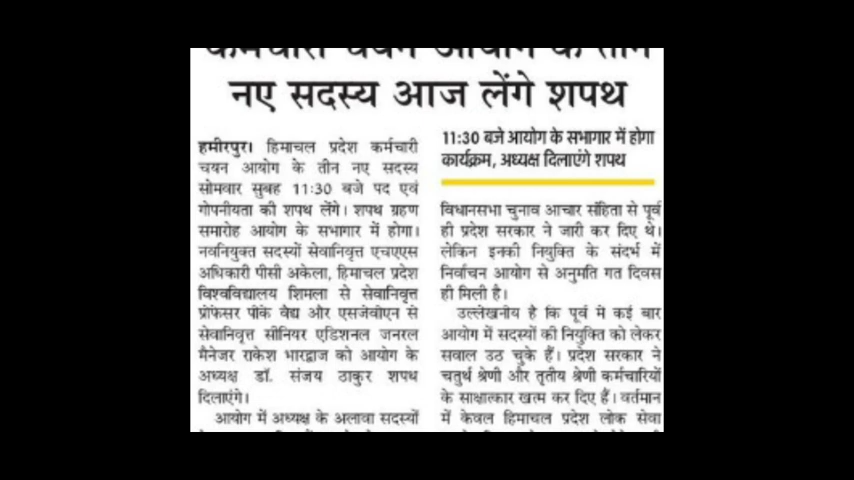 कर्मचारी चयन आयोग के तीन
नए सदस्य आज लेंगे शपथ
हमीरपुर। हिमाचल प्रदेश कर्मचारी
चयन आयोग के तीन नए सदस्य
सोमवार सुबह 11:30 बजे पद एवं
गोपनीयता की शपथ लेंगे। शपथ ग्रहण
समारोह आयोग के सभागार में होगा।
नवनियुक्त सदस्यों सेवानिवृत्त एचएएस
अधिकारी पीसी अकेला, हिमाचल प्रदेश
विश्वविद्यालय शिमला से सेवानिवृत्त
प्रोफेसर पीके वैद्य और एसजेवीएन से
सेवानिवृत्त सीनियर एडिशनल जनरल
मैनेजर राकेश भारद्वाज को आयोग के
अध्यक्ष डॉ. संजय ठाकुर शपथ
दिलाएंगे।
आयोग में अध्यक्ष के अलावा सदस्यों
11:30 बजे आयोग के सभागार में होगा
कार्यक्रम, अध्यक्ष दिलाएंगे शपथ
विधानसभा चुनाव आचार संहिता से पूर्व
ही प्रदेश सरकार ने जारी कर दिए थे।
लेकिन इनकी नियुक्ति के संदर्भ में
निर्वाचन आयोग से अनुमति गत दिवस
ही मिली है।
उल्लेखनीय है कि पूर्व में कई बार
आयोग में सदस्यों की नियुक्ति को लेकर
सवाल उठ चुके हैं। प्रदेश सरकार ने
चतुर्थ श्रेणी और तृतीय श्रेणी कर्मचारियों
के साक्षात्कार खत्म कर दिए हैं। वर्तमान
में केवल हिमाचल प्रदेश लोक सेवा